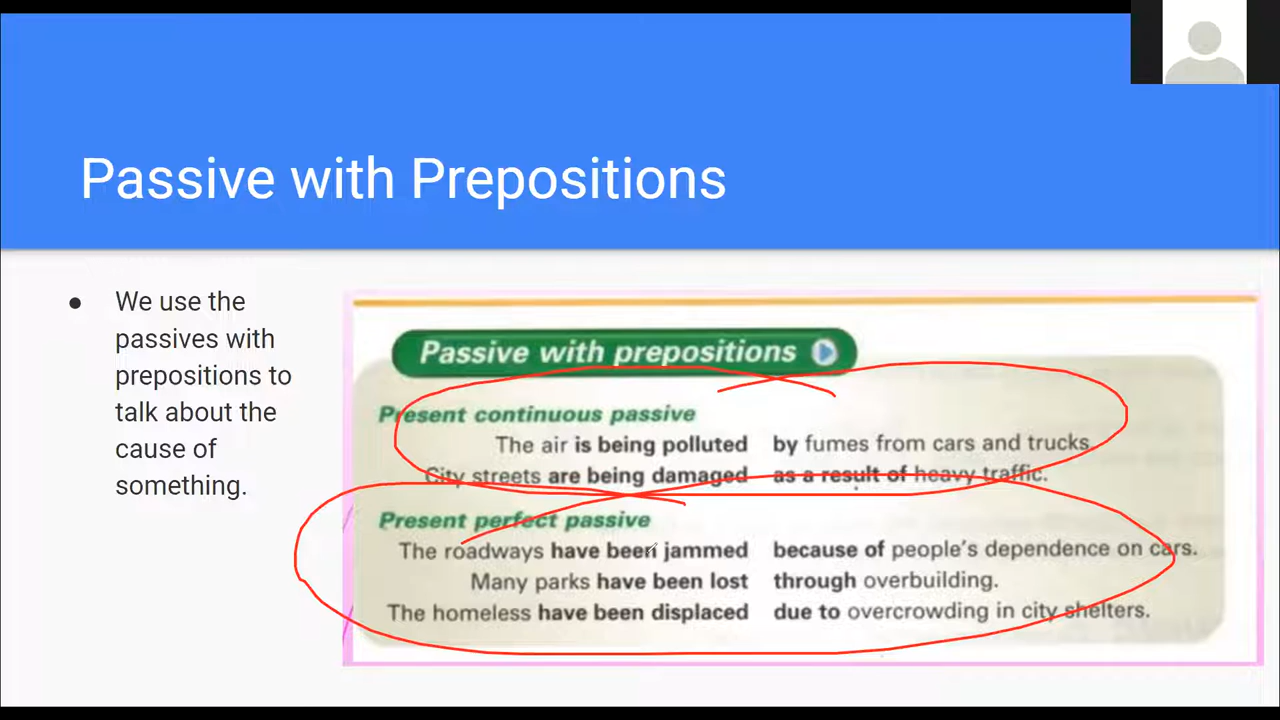 Passive with Prepositions
● We use the
passives with
prepositions to
talk about the
cause of
something.
Passive with prepositions
Present continuous passive
The air is being polluted by fumes from cars and trucks
City streets are being damaged as a result of heavy traffic.
Present perfect passive
The roadways have been jammed because of people's dependence on cars.
Many parks have been lost through overbuilding.
The homeless have been displaced due to overcrowding in city shelters.